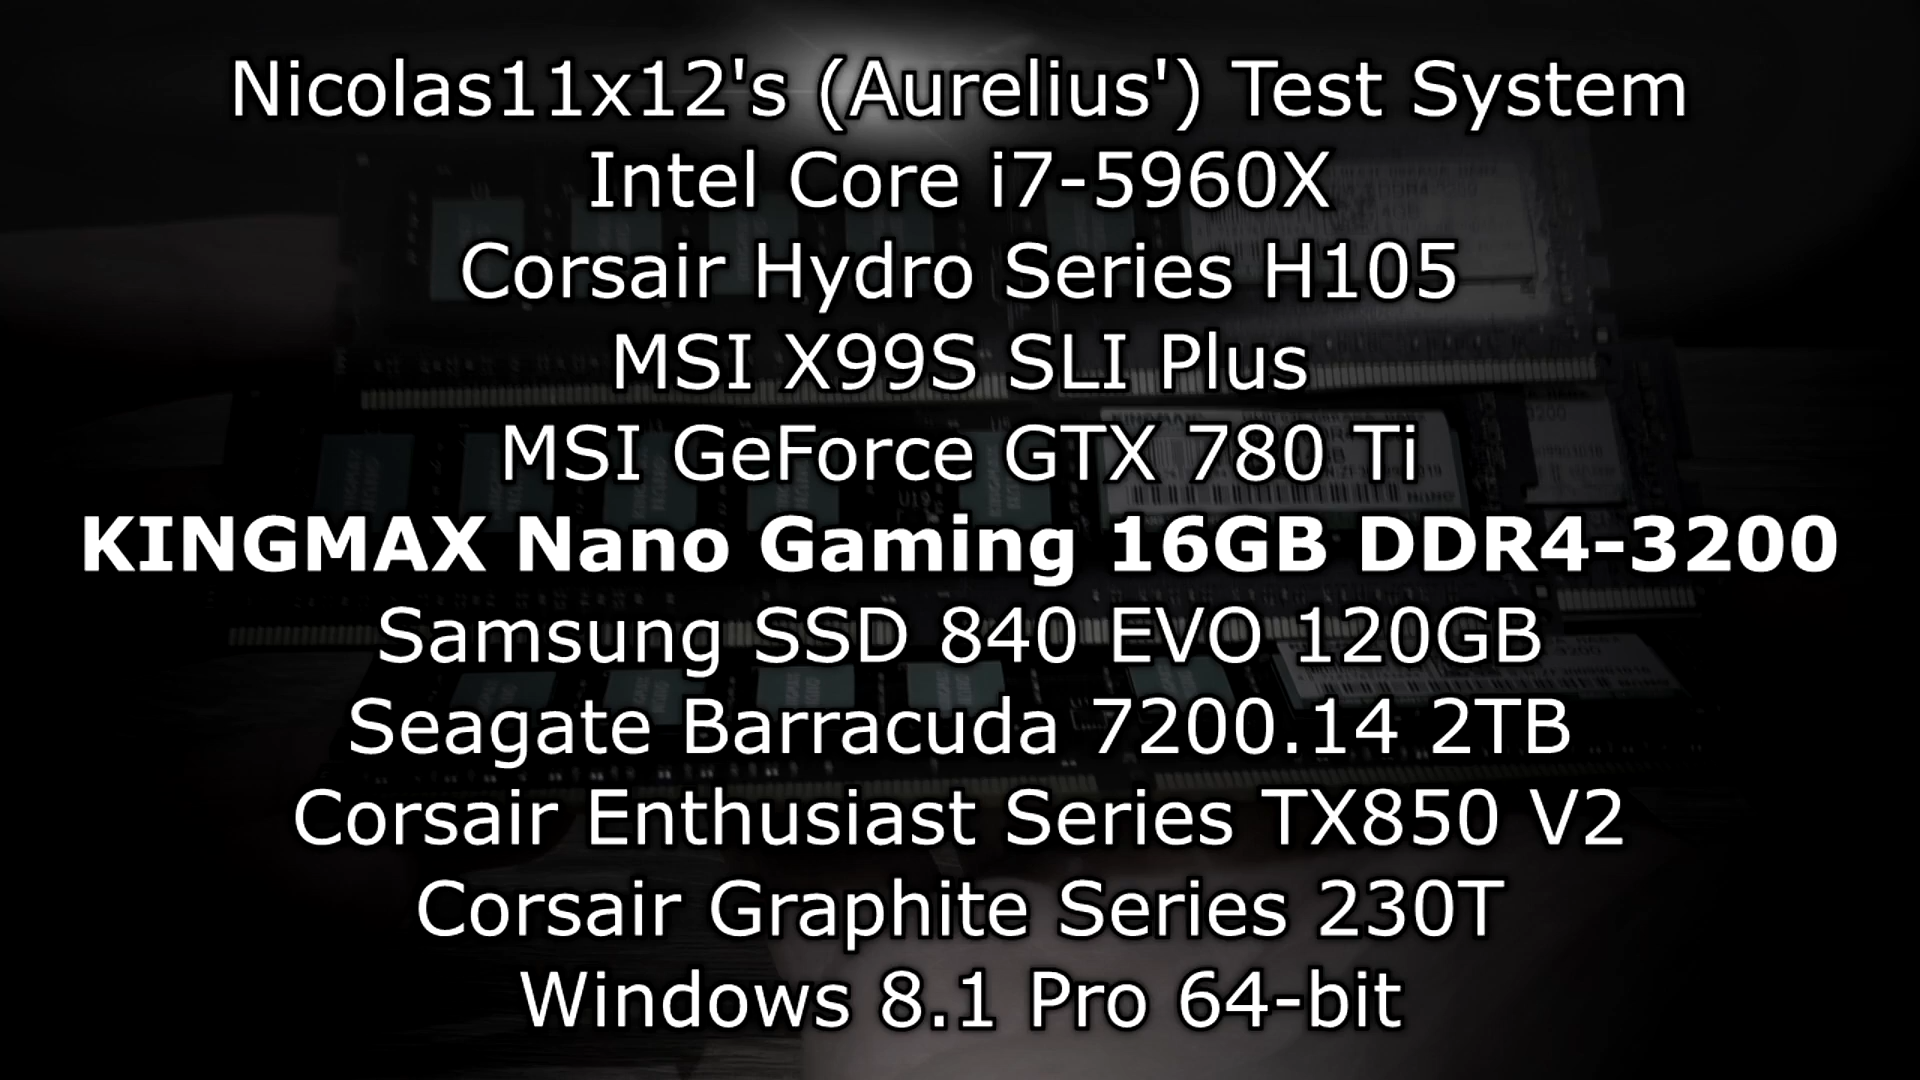 Nicolas11x12's (Aurelius') Test System
Intel Core i7-5960X
Corsair Hydro Series H105
MSI X99S SLI Plus
MSI GeForce GTX 780 Ti
KINGMAX Nano Gaming 16GB DDR4-3200
Samsung SSD 840 EVO 120GB
Seagate Barracuda 7200.14 2TB
Corsair Enthusiast Series TX850 V2
Corsair Graphite Series 230T
Windows 8.1 Pro 64-bit